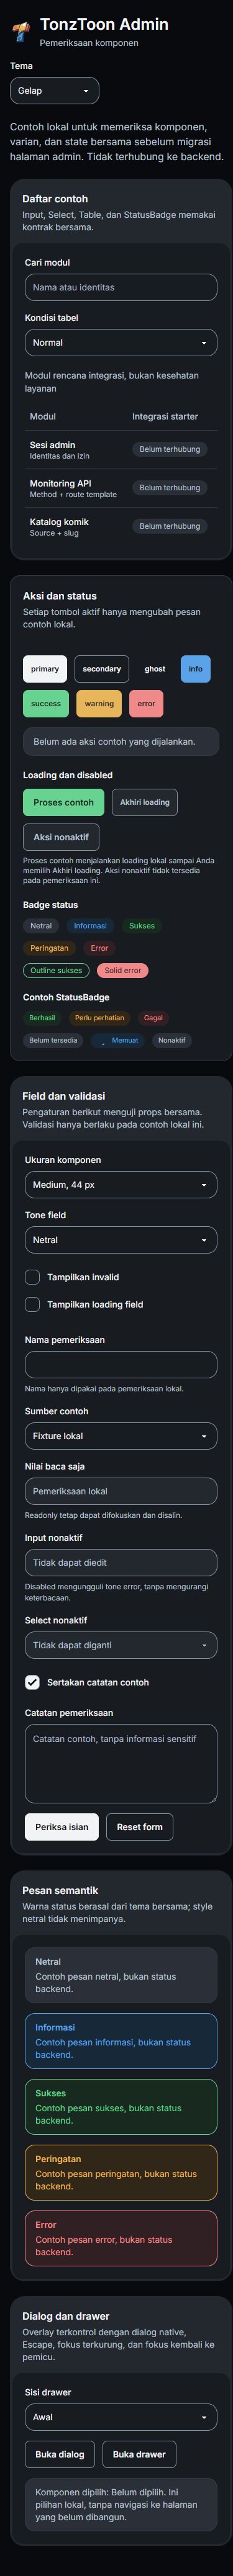 TonzToon Admin
Pemeriksaan komponen
Tema
Gelap
Contoh lokal untuk memeriksa komponen,
varian, dan state bersama sebelum migrasi
halaman admin. Tidak terhubung ke backend.
Daftar contoh
Input, Select, Table, dan StatusBadge memakai
kontrak bersama.
Cari modul
Nama atau identitas
Kondisi tabel
Normal
Modul rencana integrasi, bukan kesehatan
layanan
Modul Integrasi starter
Sesi admin
Identitas dan izin
Belum terhubung
Monitoring API
Method + route template
Belum terhubung
Katalog komik
Source + slug
Belum terhubung
Aksi dan status
Setiap tombol aktif hanya mengubah pesan
contoh lokal.
primary secondary ghost info
success warning error
Belum ada aksi contoh yang dijalankan.
Loading dan disabled
Proses contoh Akhiri loading
Aksi nonaktif
Proses contoh menjalankan loading lokal sampai Anda
memilih Akhiri loading. Aksi nonaktif tidak tersedia
pada pemeriksaan ini.
Badge status
Netral Informasi Sukses
Peringatan Error
Outline sukses Solid error
Contoh StatusBadge
Berhasil Perlu perhatian Gagal
Belum tersedia Memuat Nonaktif
Field dan validasi
Pengaturan berikut menguji props bersama.
Validasi hanya berlaku pada contoh lokal ini.
Ukuran komponen
Medium, 44 px
Tone field
Netral
Tampilkan invalid
Tampilkan loading field
Nama pemeriksaan
Nama hanya dipakai pada pemeriksaan lokal.
Sumber contoh
Fixture lokal
Nilai baca saja
Pemeriksaan lokal
Readonly tetap dapat difokuskan dan disalin.
Input nonaktif
Tidak dapat diedit
Disabled mengungguli tone error, tanpa mengurangi
keterbacaan.
Select nonaktif
Tidak dapat diganti
Sertakan catatan contoh
Catatan pemeriksaan
Catatan contoh, tanpa informasi sensitif
Periksa isian Reset form
Pesan semantik
Warna status berasal dari tema bersama; style
netral tidak menimpanya.
Netral
Contoh pesan netral, bukan status
backend.
Informasi
Contoh pesan informasi, bukan status
backend.
Sukses
Contoh pesan sukses, bukan status
backend.
Peringatan
Contoh pesan peringatan, bukan status
backend.
Error
Contoh pesan error, bukan status
backend.
Dialog dan drawer
Overlay terkontrol dengan dialog native,
Escape, fokus terkurung, dan fokus kembali ke
pemicu.
Sisi drawer
Awal
Buka dialog Buka drawer
Komponen dipilih: Belum dipilih. Ini
pilihan lokal, tanpa navigasi ke halaman
yang belum dibangun.